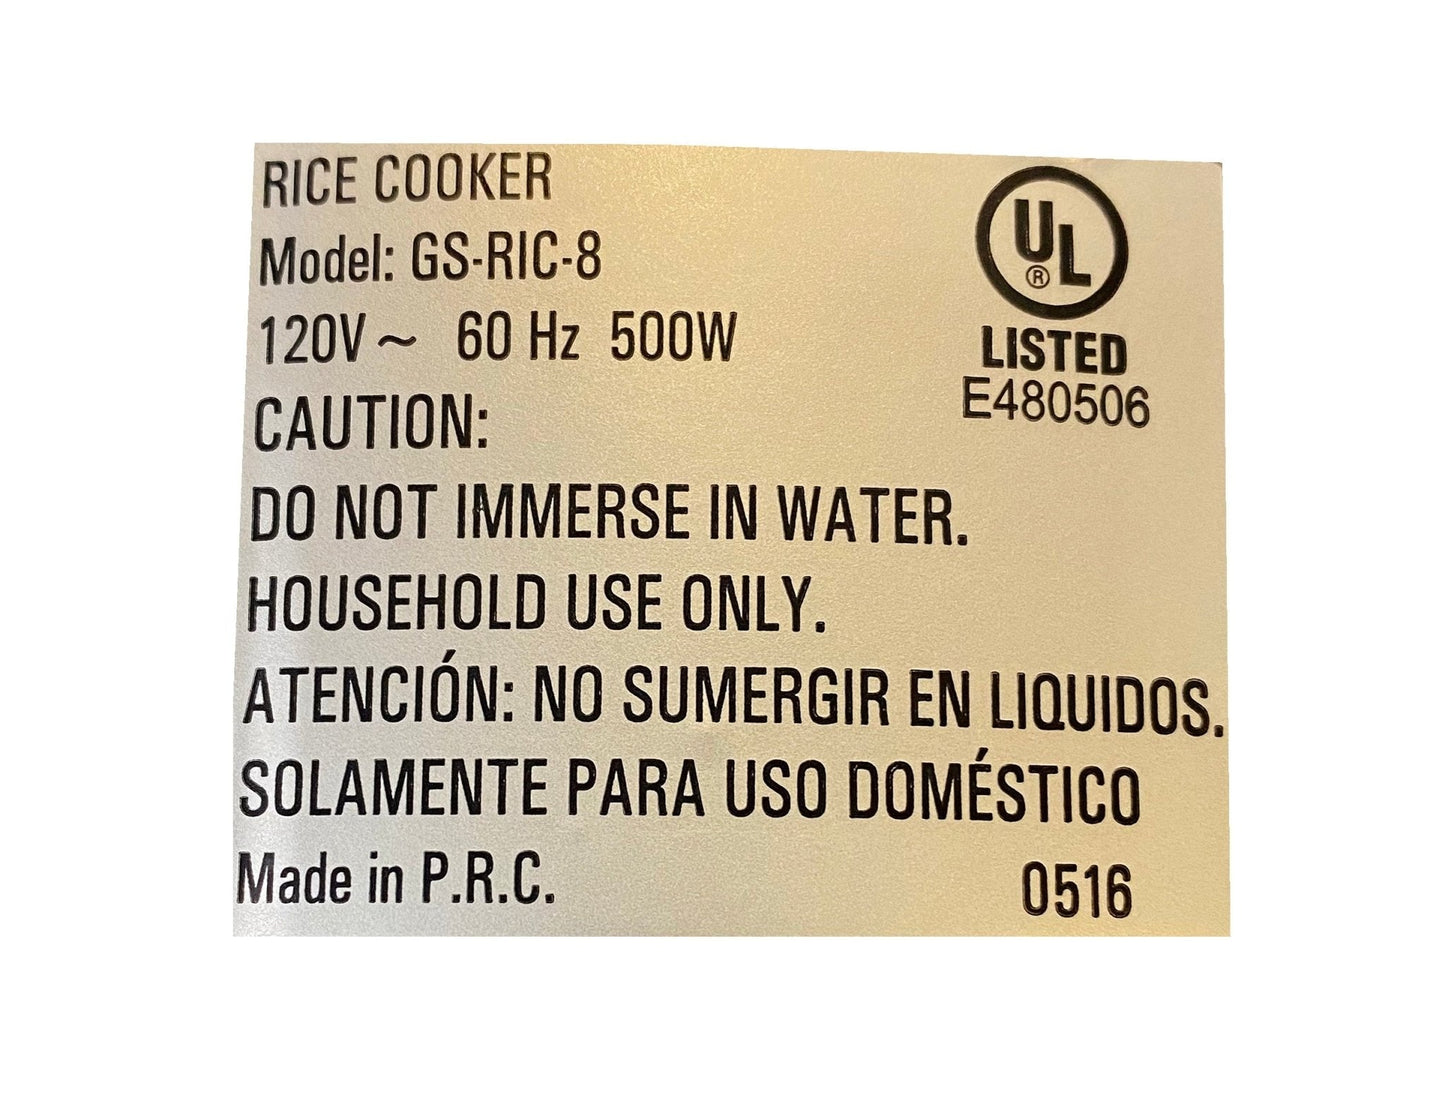 RICE COOKER
Model: GS-RIC-8
120V ~ 60 Hz 500W
UL
®
LISTED
E480506
CAUTION:
DO NOT IMMERSE IN WATER.
HOUSEHOLD USE ONLY.
ATENCIÓN: NO SUMERGIR EN LIQUIDOS.
SOLAMENTE PARA USO DOMÉSTICO
Made in P.R.C.
0516